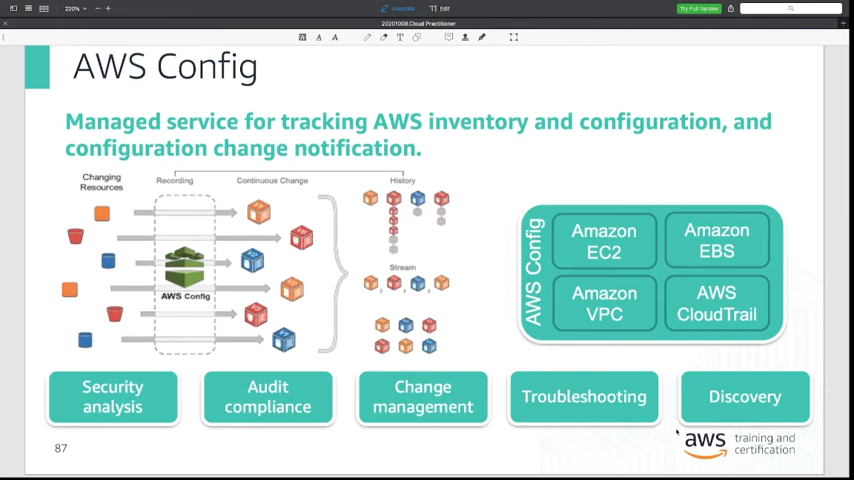 220%
Annotate
Edit
Try Full Version
20201008.Cloud Practitioner
AWS Config
Managed service for tracking AWS inventory and configuration, and
configuration change notification.
Changing
Resources
Recording
Continuous Change
History
AWS Config
Stream
AWS Config
Amazon
EC2
Amazon
EBS
Amazon
VPC
AWS
CloudTrail
Security
analysis
Audit
compliance
Change
management
Troubleshooting
Discovery
87
aws
training and
certification